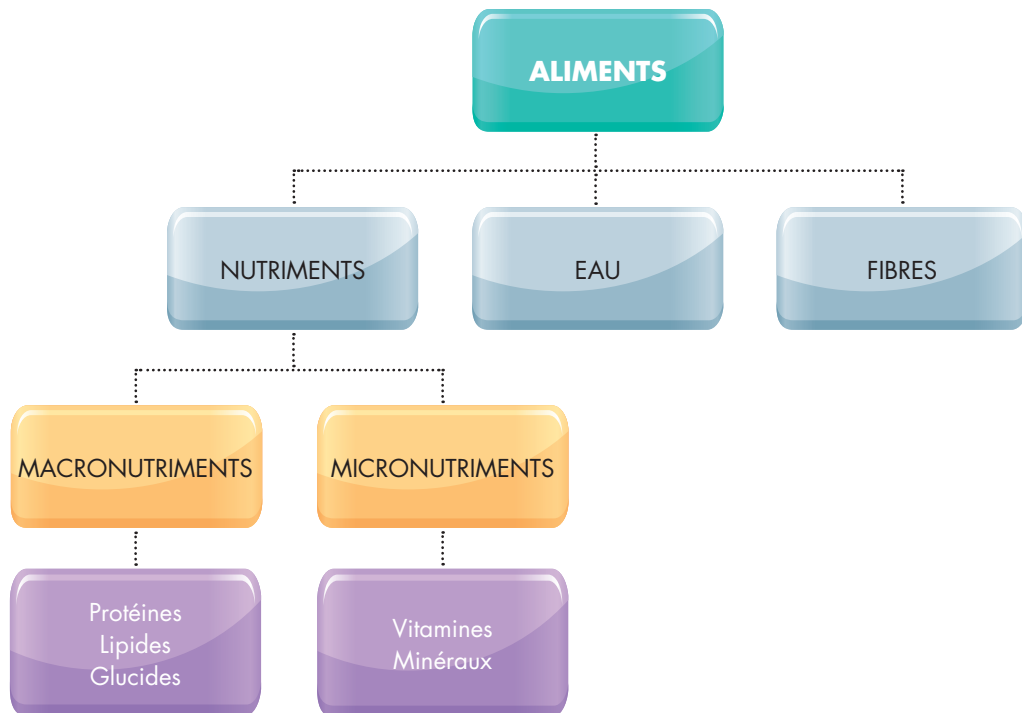 ALIMENTS
NUTRIMENTS
EAU
FIBRES
MACRONUTRIMENTS
MICRONUTRIMENTS
Protéines
Lipides
Glucides
Vitamines
Minéraux